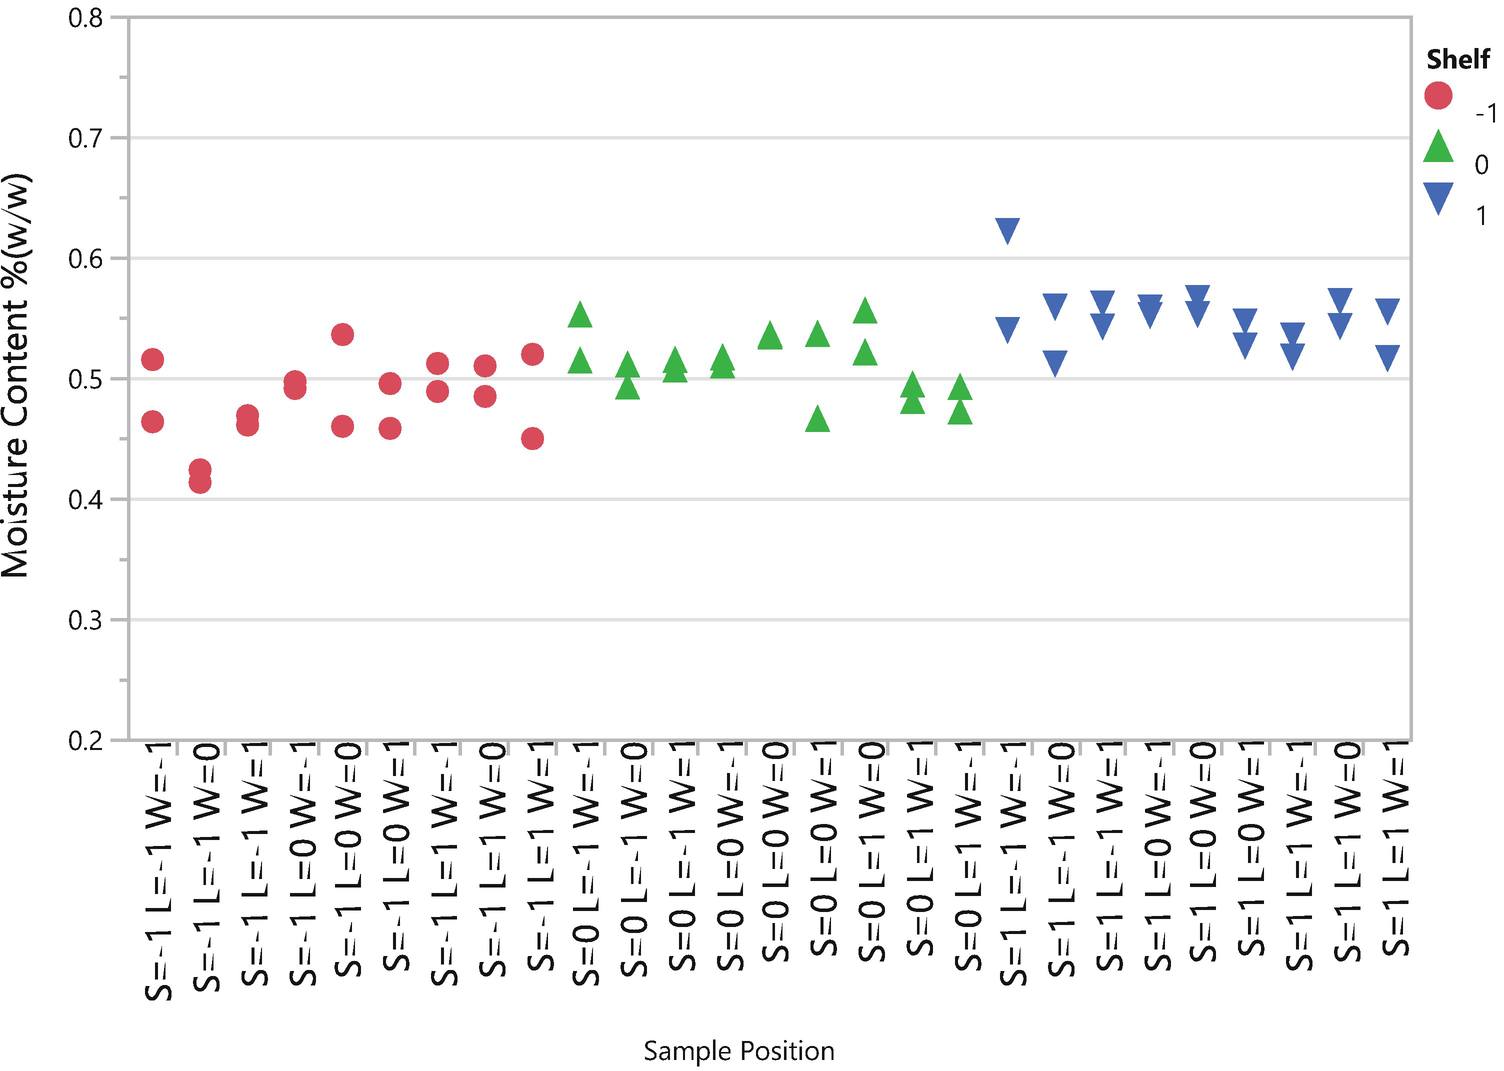 0.8
0.7
0.6
0.5
0.4
0.3
0.2
Moisture Content %(w/w)
Shelf
-1
0
1
S=-1 L=-1 W=-1
S=-1 L=-1 W=0
S=-1 L=-1 W=1
S=-1 L=0 W=-1
S=-1 L=0 W=0
S=-1 L=0 W=1
S=-1 L=1 W=-1
S=-1 L=1 W=0
S=-1 L=1 W=1
S=0 L=-1 W=-1
S=0 L=-1 W=0
S=0 L=-1 W=1
S=0 L=0 W=-1
S=0 L=0 W=0
S=0 L=0 W=1
S=0 L=1 W=0
S=0 L=1 W=1
S=0 L=1 W=-1
S=1 L=-1 W=-1
S=1 L=-1 W=0
S=1 L=-1 W=1
S=1 L=0 W=-1
S=1 L=0 W=0
S=1 L=0 W=1
S=1 L=1 W=-1
S=1 L=1 W=0
S=1 L=1 W=1
Sample Position